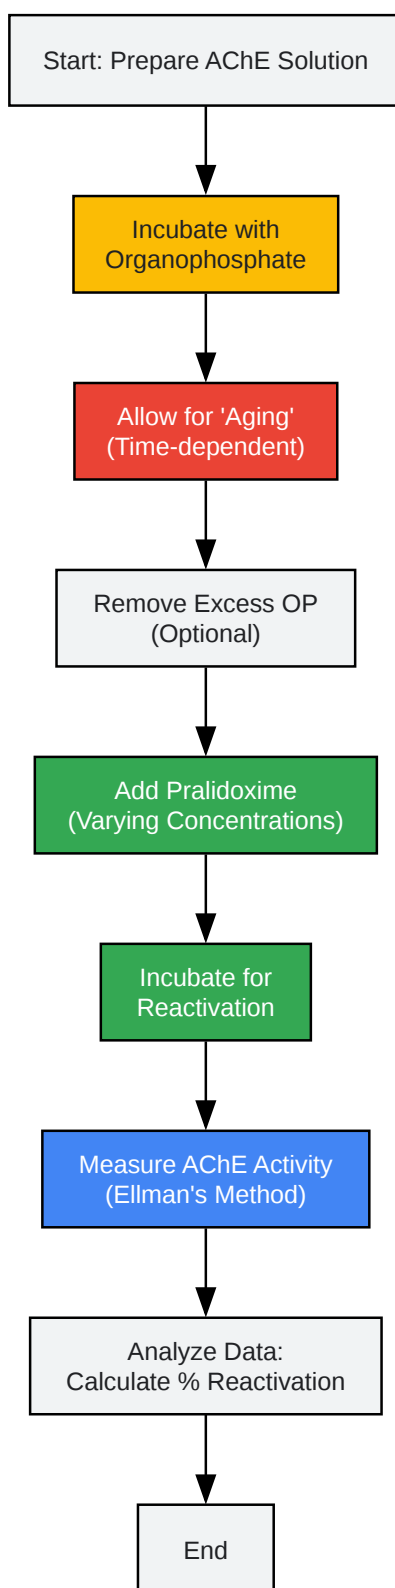 Start: Prepare AChE Solution
Incubate with
Organophosphate
Allow for 'Aging'
(Time-dependent)
Remove Excess OP
(Optional)
Add Pralidoxime
(Varying Concentrations)
Incubate for
Reactivation
Measure AChE Activity
(Ellman's Method)
Analyze Data:
Calculate % Reactivation
End